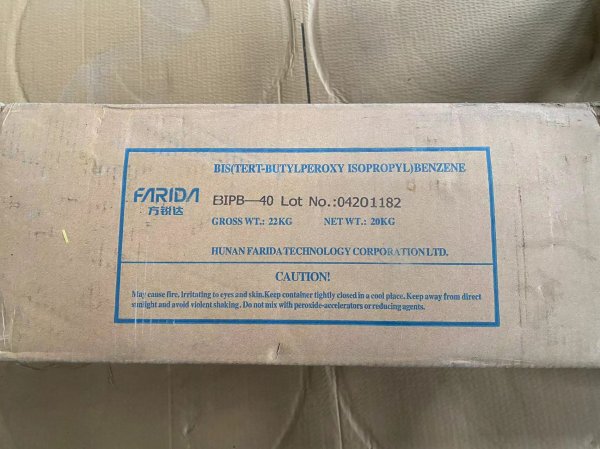 BIS(TERT-BUTYLPEROXY ISOPROPYL)BENZENE
FARIDA
方锐达
BIPB—40 Lot No.:04201182
GROSS WT.: 22KG NET WT.: 20KG
HUNAN FARIDA TECHNOLOGY CORPORATION LTD.
CAUTION!
May cause fire. Irritating to eyes and skin. Keep container tightly closed in a cool place. Keep away from direct
sunlight and avoid violent shaking. Do not mix with peroxide-accelerators or reducing agents.